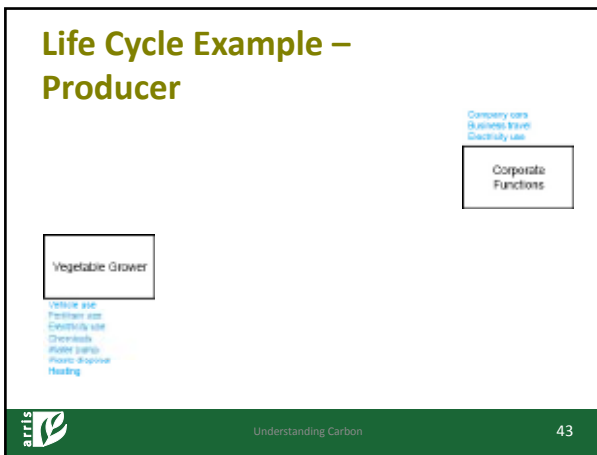 Life Cycle Example –
Producer
Company cars
Business travel
Electricity use
Corporate
Functions
Vegetable Grower
Vehicle use
Fertiliser use
Electricity use
Chemicals
Water pump
Plastic disposal
Heating
arris
Understanding Carbon
43